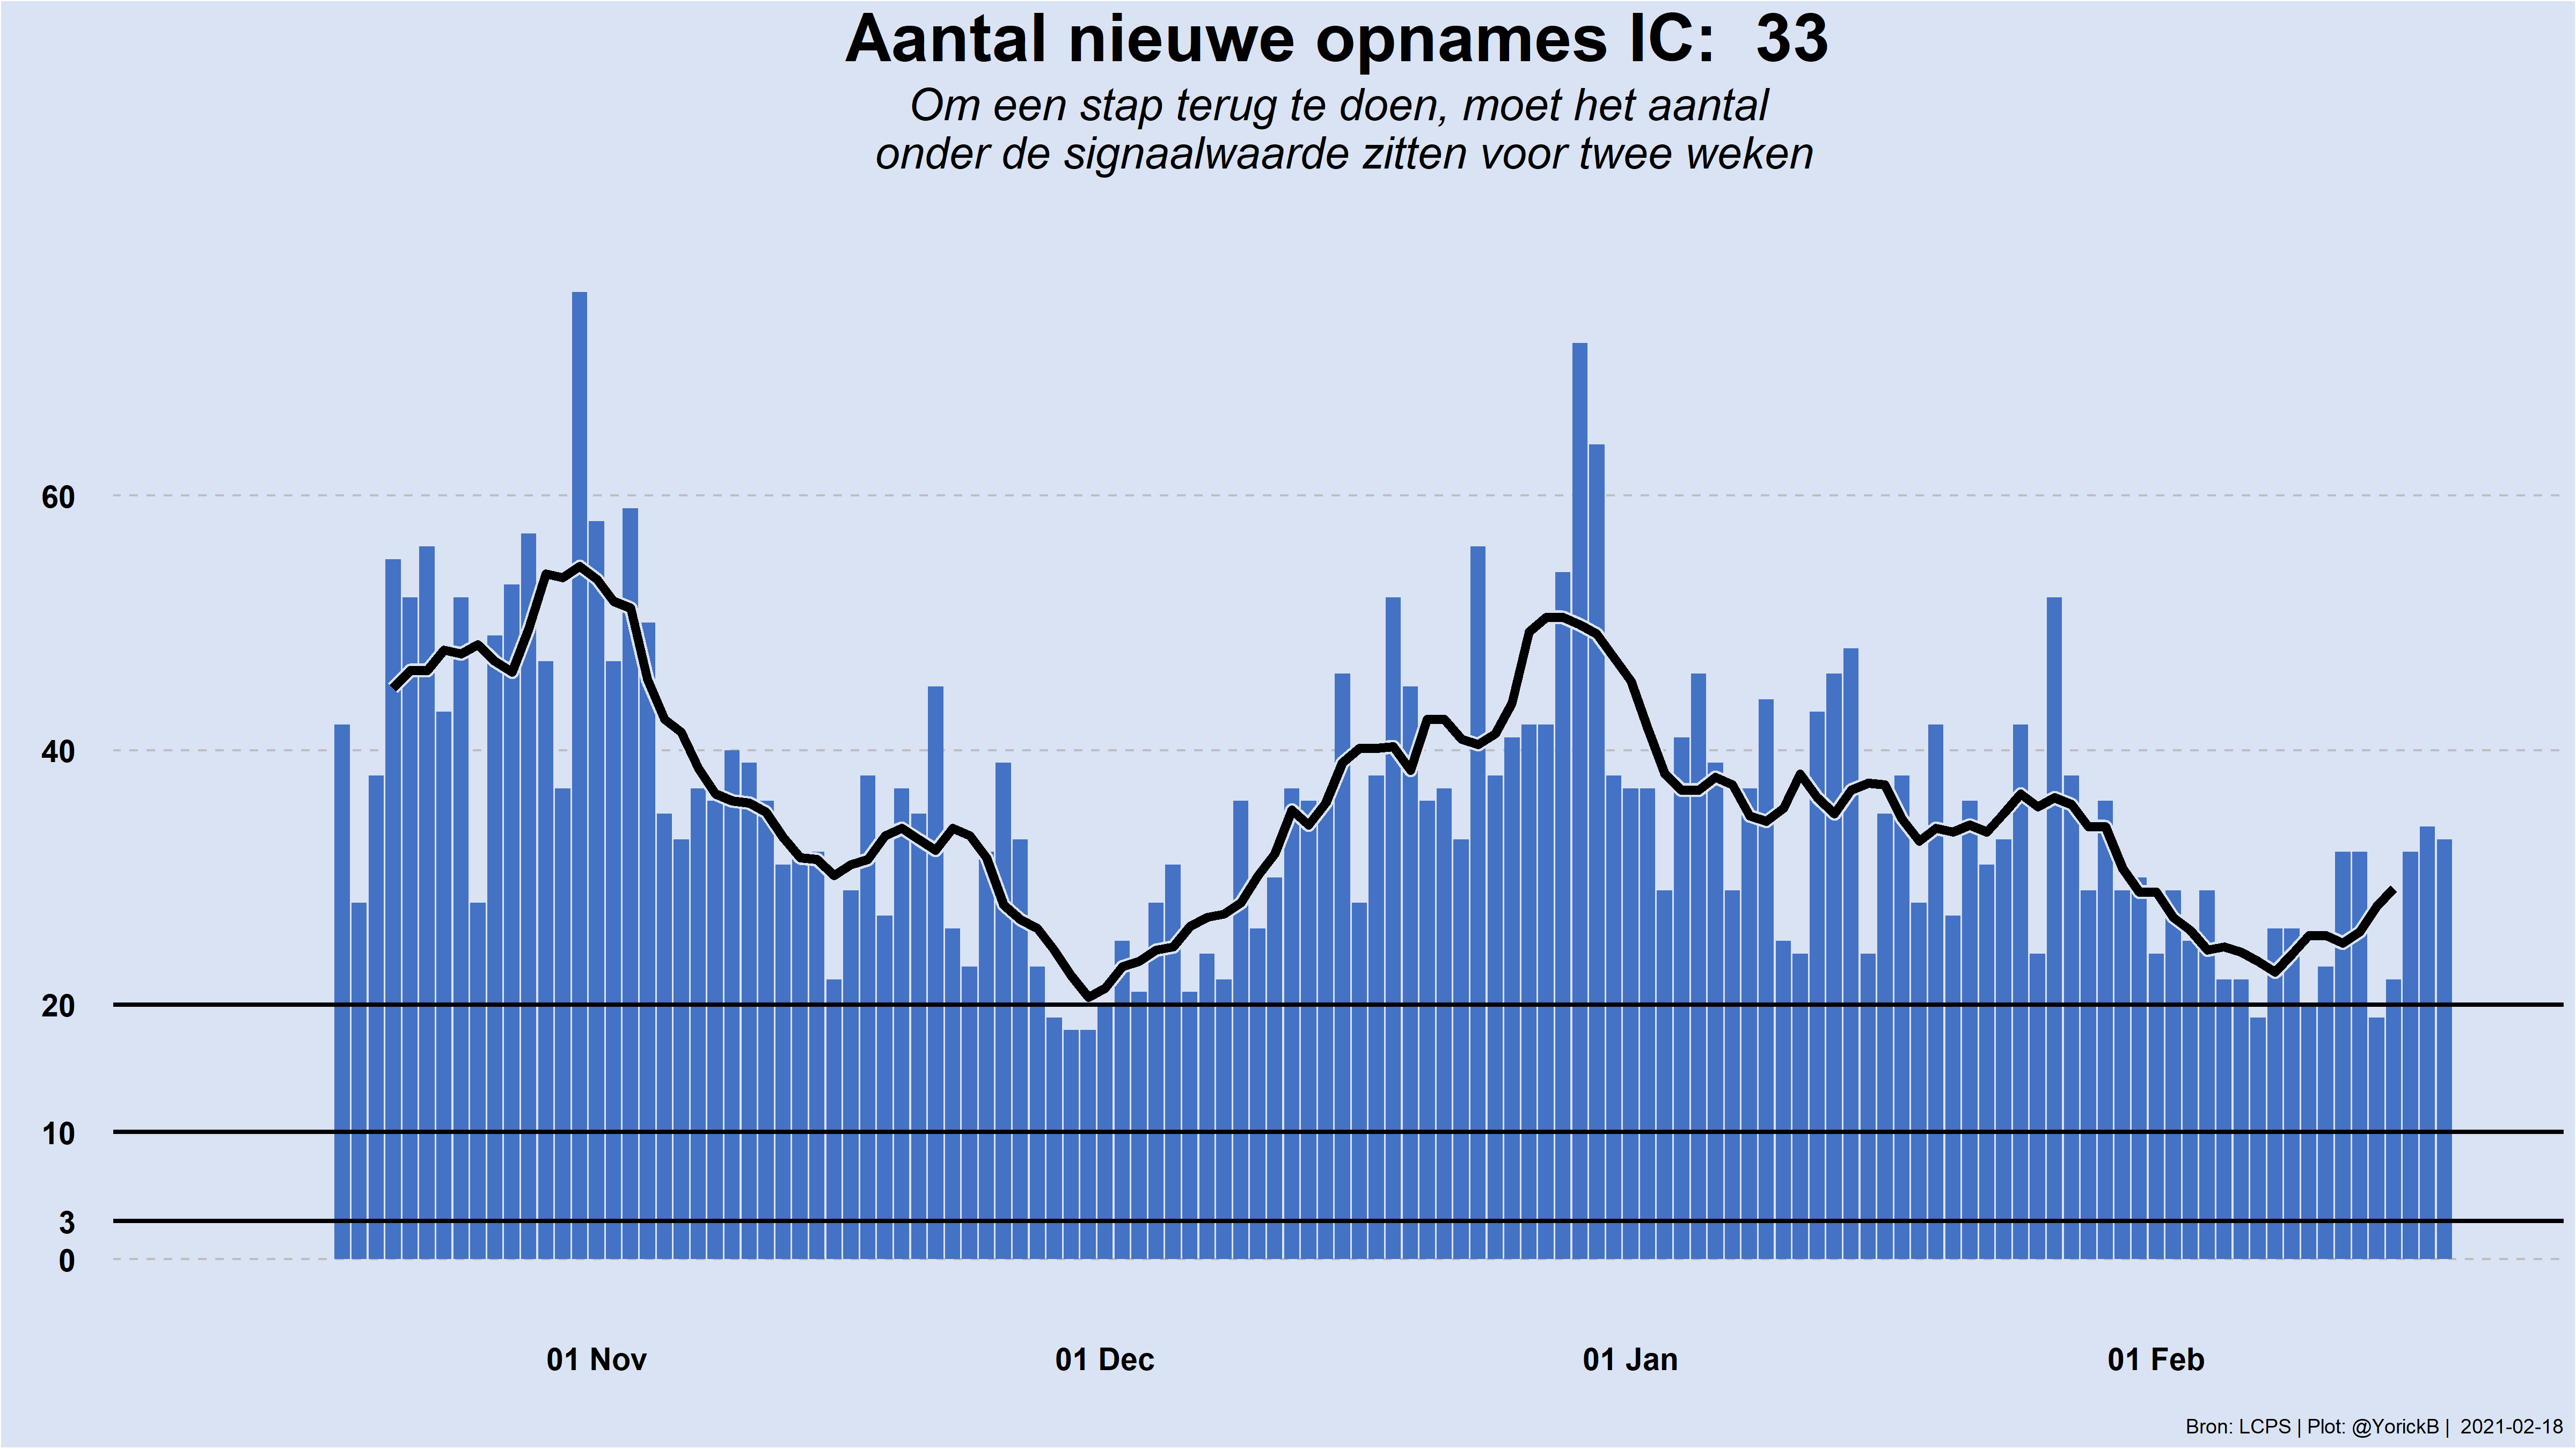 Aantal nieuwe opnames IC:  33
Om een stap terug te doen, moet het aantal
onder de signaalwaarde zitten voor twee weken
60
40
20
10
3
0
01 Nov
01 Dec
01 Jan
01 Feb
Bron: LCPS | Plot: @YorickB |  2021-02-18